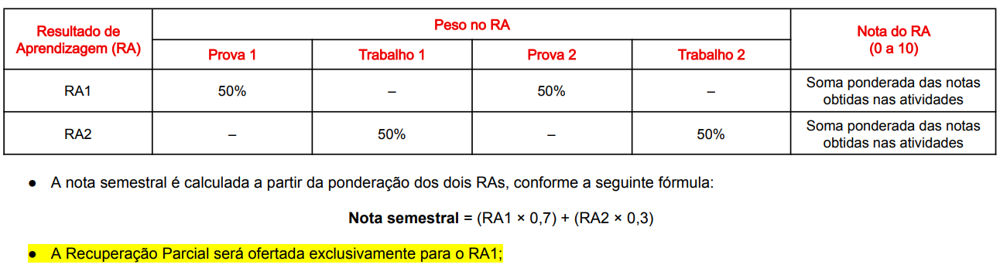 Resultado de
Aprendizagem (RA)
Peso no RA
Nota do RA
(0 a 10)
Prova 1
Trabalho 1
Prova 2
Trabalho 2
RA1
50%
–
50%
–
Soma ponderada das notas
obtidas nas atividades
RA2
–
50%
–
50%
Soma ponderada das notas
obtidas nas atividades
● A nota semestral é calculada a partir da ponderação dos dois RAs, conforme a seguinte fórmula:
Nota semestral = (RA1 × 0,7) + (RA2 × 0,3)
● A Recuperação Parcial será ofertada exclusivamente para o RA1;